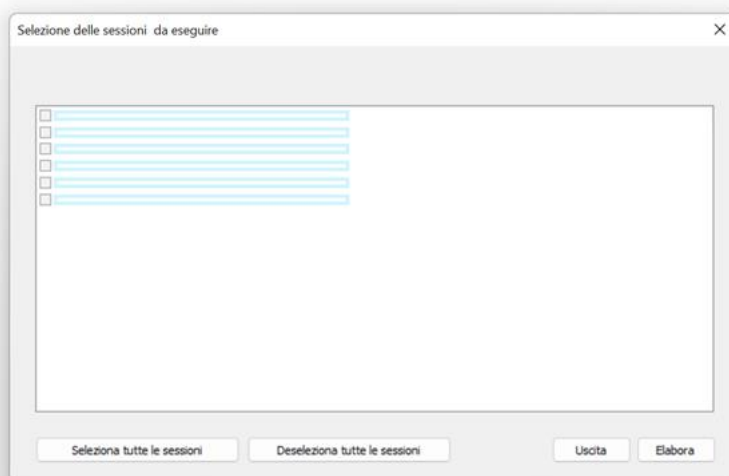 Selezione delle sessioni  da eseguire
Seleziona tutte le sessioni
Deseleziona tutte le sessioni
Uscita
Elabora